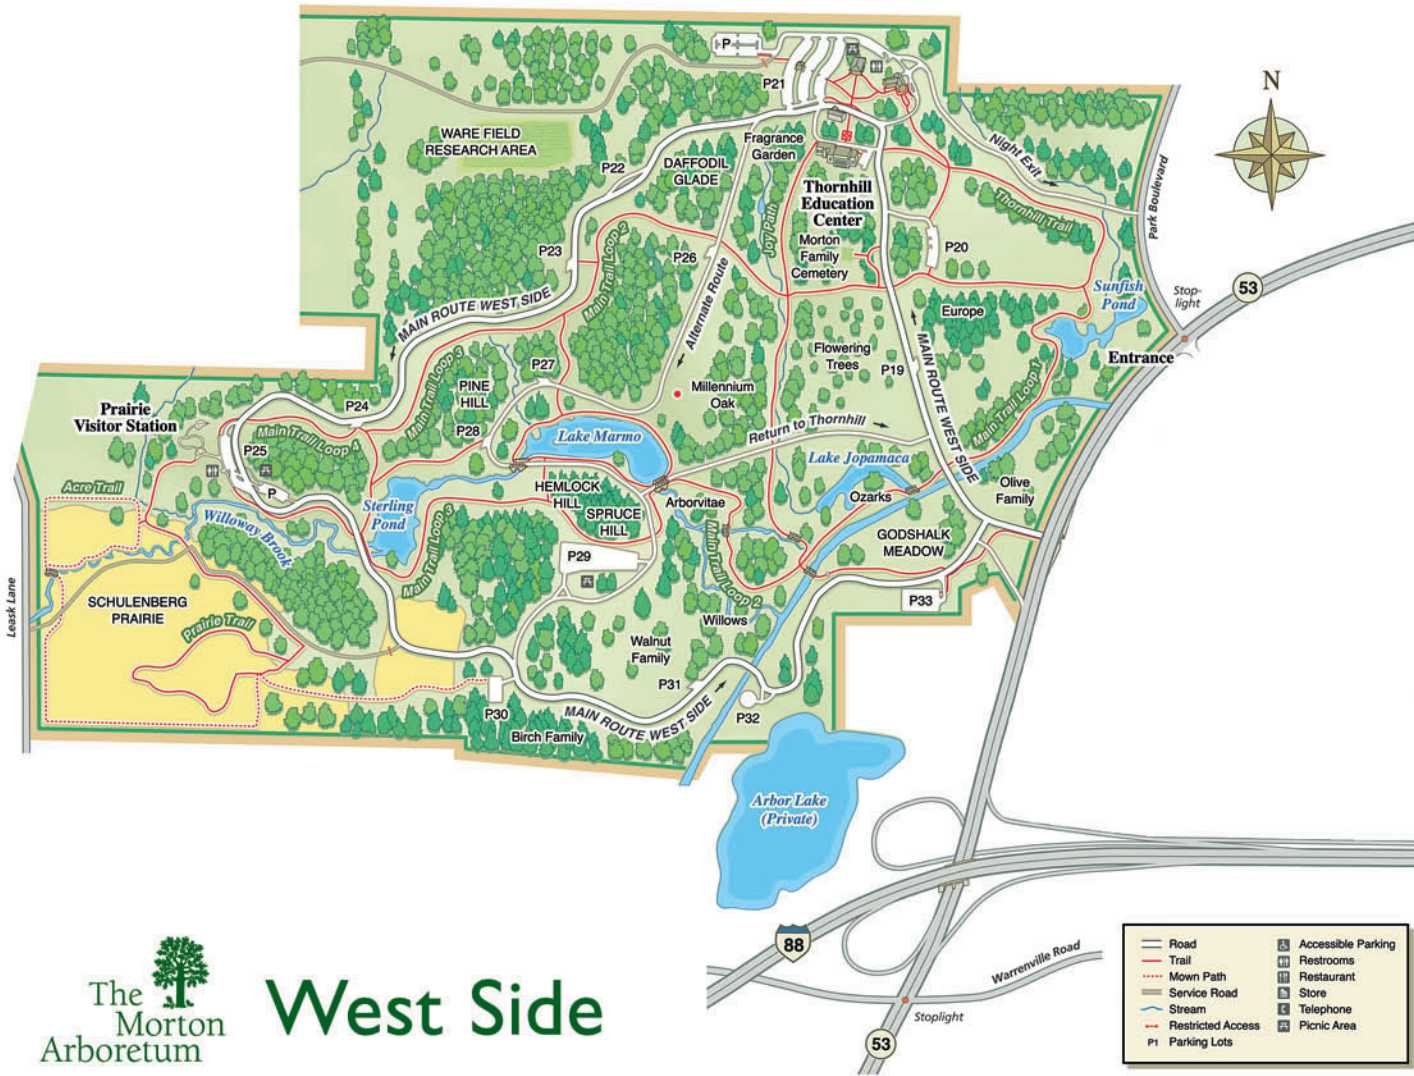 N
P
P21
WARE FIELD
RESEARCH AREA
P22
DAFFODIL
GLADE
Fragrance
Garden
Night Exit
Park Boulevard
Thornhill
Education
Center
Thornhill Trail
Joy Path
P23
Main Trail Loop 2
P26
Morton
Family
Cemetery
P20
Sunfish
Pond
Stop-
light
53
MAIN ROUTE WEST SIDE
Alternate Route
Europe
Entrance
Main Trail Loop 3
PINE
HILL
P27
Millennium
Oak
Flowering
Trees
P19
MAIN ROUTE WEST SIDE
Main Trail Loop 1
Prairie
Visitor Station
P24
P28
Main Trail Loop 4
P25
Lake Marmo
Return to Thornhill
Lake Jopamaca
P
Acre Trail
Willoway Brook
Sterling
Pond
HEMLOCK
HILL
SPRUCE
HILL
Arborvitae
Ozarks
Olive
Family
GODSHALK
MEADOW
Main Trail Loop 3
P29
Main Trail Loop 2
Leask Lane
SCHULENBERG
PRAIRIE
Prairie Trail
P33
Willows
Walnut
Family
P31
P30
MAIN ROUTE WEST SIDE
P32
Birch Family
Arbor Lake
(Private)
88
Warrenville Road
Stoplight
53
The
Morton
Arboretum
West Side
Road
Trail
Mown Path
Service Road
Stream
Restricted Access
P1 Parking Lots
Accessible Parking
Restrooms
Restaurant
Store
Telephone
Picnic Area